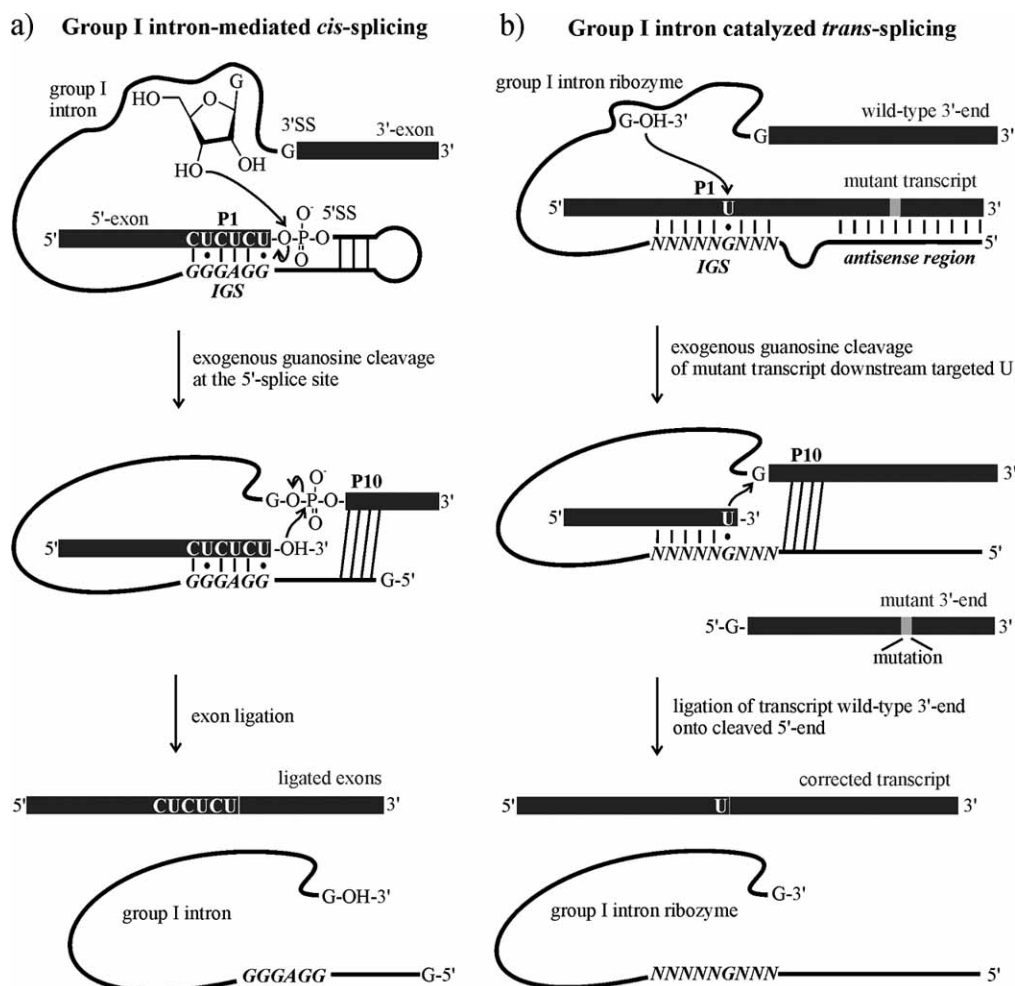 a) Group I intron-mediated cis-splicing
group I
intron
HO
O
G
OH
HO
3'SS
G
3'-exon
3'
5'-exon
P1
O-
5'SS
5'
CUCUCU
-O-P-O-
O
GGGAGG
IGS
exogenous guanosine cleavage
at the 5'-splice site
O-
P10
G-O-P-O-
3'
O
5'
CUCUCU
-OH-3'
GGGAGG
G-5'
exon ligation
ligated exons
5'
CUCUCU
3'
G-OH-3'
group I intron
GGGAGG
G-5'
b) Group I intron catalyzed trans-splicing
group I intron ribozyme
G-OH-3'
wild-type 3'-end
G
3'
P1
mutant transcript
5'
U
3'
NNNNNGNNN
5'
IGS
antisense region
exogenous guanosine cleavage
of mutant transcript downstream targeted U
P10
G
3'
5'
U
-3'
NNNNNGNNN
5'
mutant 3'-end
5'-G-
3'
mutation
ligation of transcript wild-type 3'-end
onto cleaved 5'-end
corrected transcript
5'
U
3'
G-3'
group I intron ribozyme
NNNNNGNNN
5'